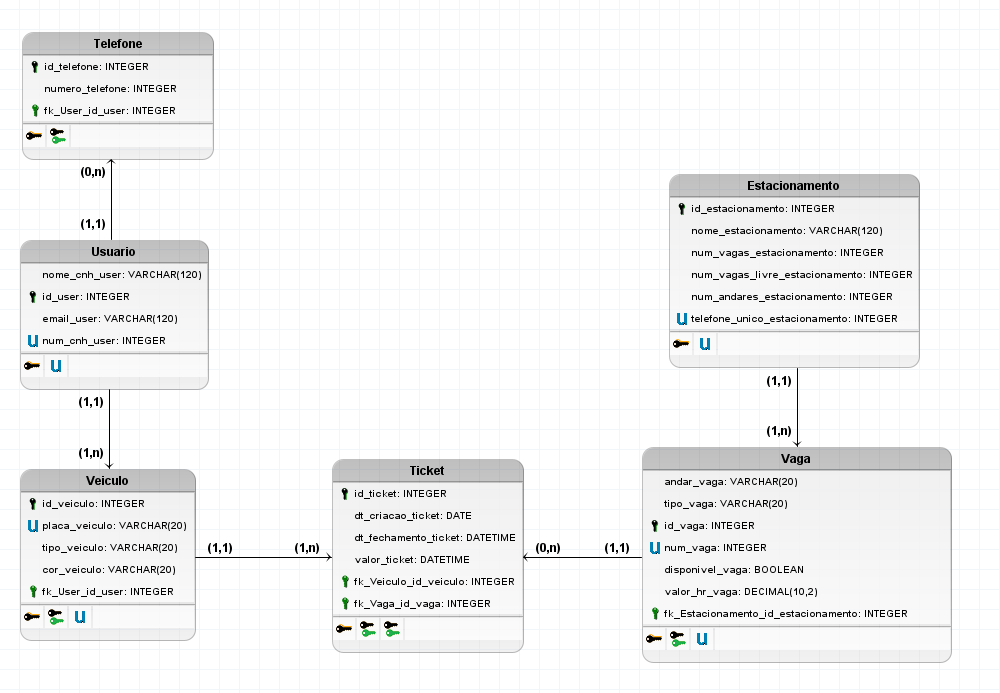 Telefone
id_telefone: INTEGER
numero_telefone: INTEGER
fk_User_id_user: INTEGER
(0,n)
(1,1)
Usuario
nome_cnh_user: VARCHAR(120)
id_user: INTEGER
email_user: VARCHAR(120)
U num_cnh_user: INTEGER
U
(1,1)
(1,n)
Veiculo
id_veiculo: INTEGER
U placa_veiculo: VARCHAR(20)
tipo_veiculo: VARCHAR(20)
cor_veiculo: VARCHAR(20)
fk_User_id_user: INTEGER
U
(1,1)
(1,n)
Ticket
id_ticket: INTEGER
dt_criacao_ticket: DATE
dt_fechamento_ticket: DATETIME
valor_ticket: DATETIME
fk_Veiculo_id_veiculo: INTEGER
fk_Vaga_id_vaga: INTEGER
(0,n)
(1,1)
Estacionamento
id_estacionamento: INTEGER
nome_estacionamento: VARCHAR(120)
num_vagas_estacionamento: INTEGER
num_vagas_livre_estacionamento: INTEGER
num_andares_estacionamento: INTEGER
U telefone_unico_estacionamento: INTEGER
U
(1,1)
(1,n)
Vaga
andar_vaga: VARCHAR(20)
tipo_vaga: VARCHAR(20)
id_vaga: INTEGER
U num_vaga: INTEGER
disponivel_vaga: BOOLEAN
valor_hr_vaga: DECIMAL(10,2)
fk_Estacionamento_id_estacionamento: INTEGER
U